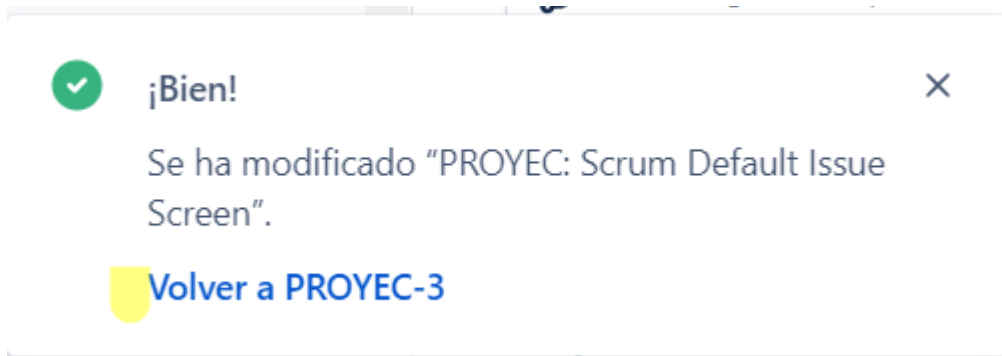 ¡Bien!
Se ha modificado “PROYEC: Scrum Default Issue
Screen”.
Volver a PROYEC-3